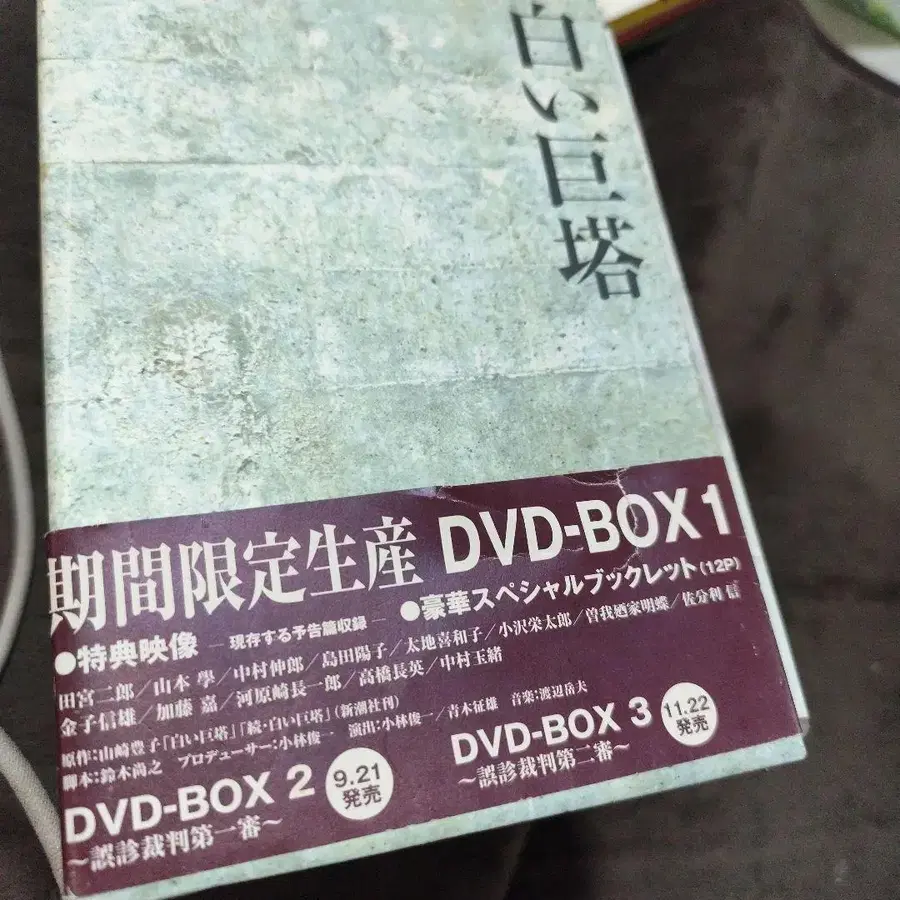 白い巨塔
期間限定生産 DVD-BOX 1
●特典映像 ─ 現存する予告篇収録 ─ ●豪華スペシャルブックレット(12P)
田宮二郎/山本 學/中村伸郎/島田陽子/太地喜和子/小沢栄太郎/曽我廼家明蝶/佐分利 信
金子信雄/加藤 嘉/河原崎長一郎/高橋長英/中村玉緒
原作:山崎豊子「白い巨塔」「続・白い巨塔」(新潮社刊)
脚本:鈴木尚之 プロデューサー:小林俊一 演出:小林俊一/青木征雄 音楽:渡辺岳夫
DVD-BOX 2 9.21 発売
~誤診裁判第一審~
DVD-BOX 3 11.22 発売
~誤診裁判第二審~